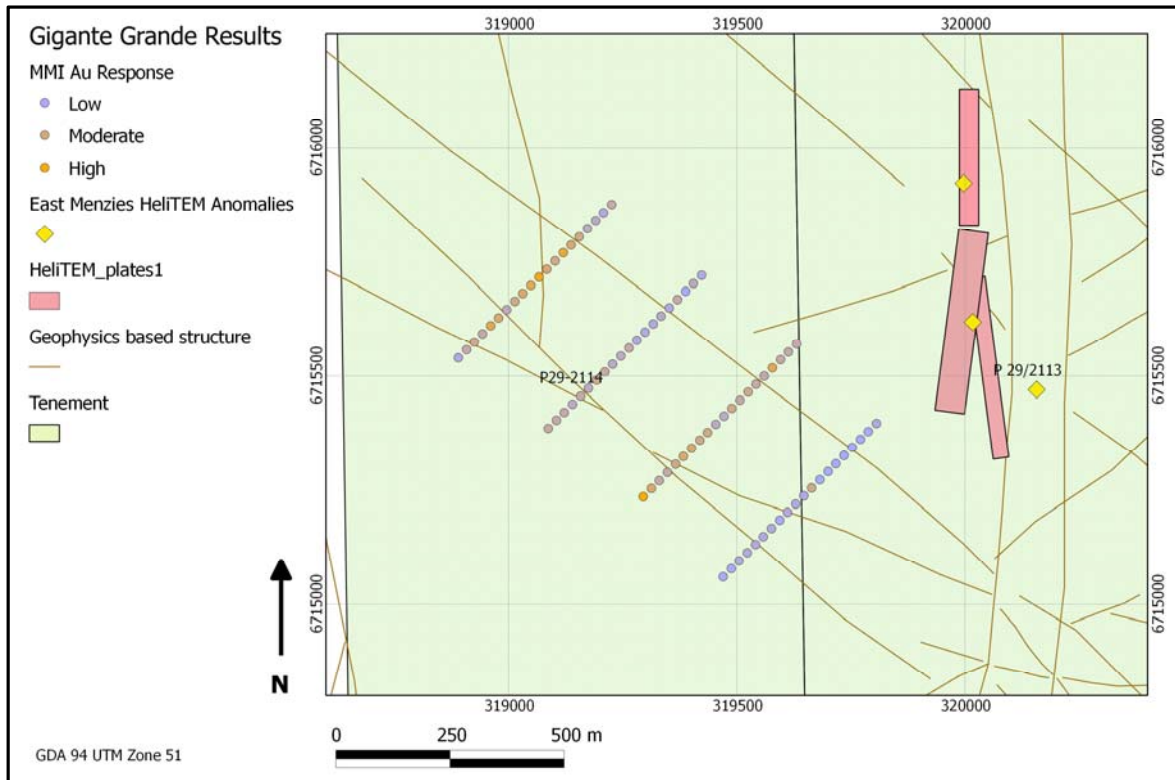 Gigante Grande Results
MMI Au Response
Low
Moderate
High
East Menzies HeliTEM Anomalies
HeliTEM_plates1
Geophysics based structure
Tenement
N
GDA 94 UTM Zone 51
319000 319500 320000
6716000 6716000
6715500 6715500
6715000 6715000
P29-2114
P 29/2113
319000 319500 320000
0 250 500 m